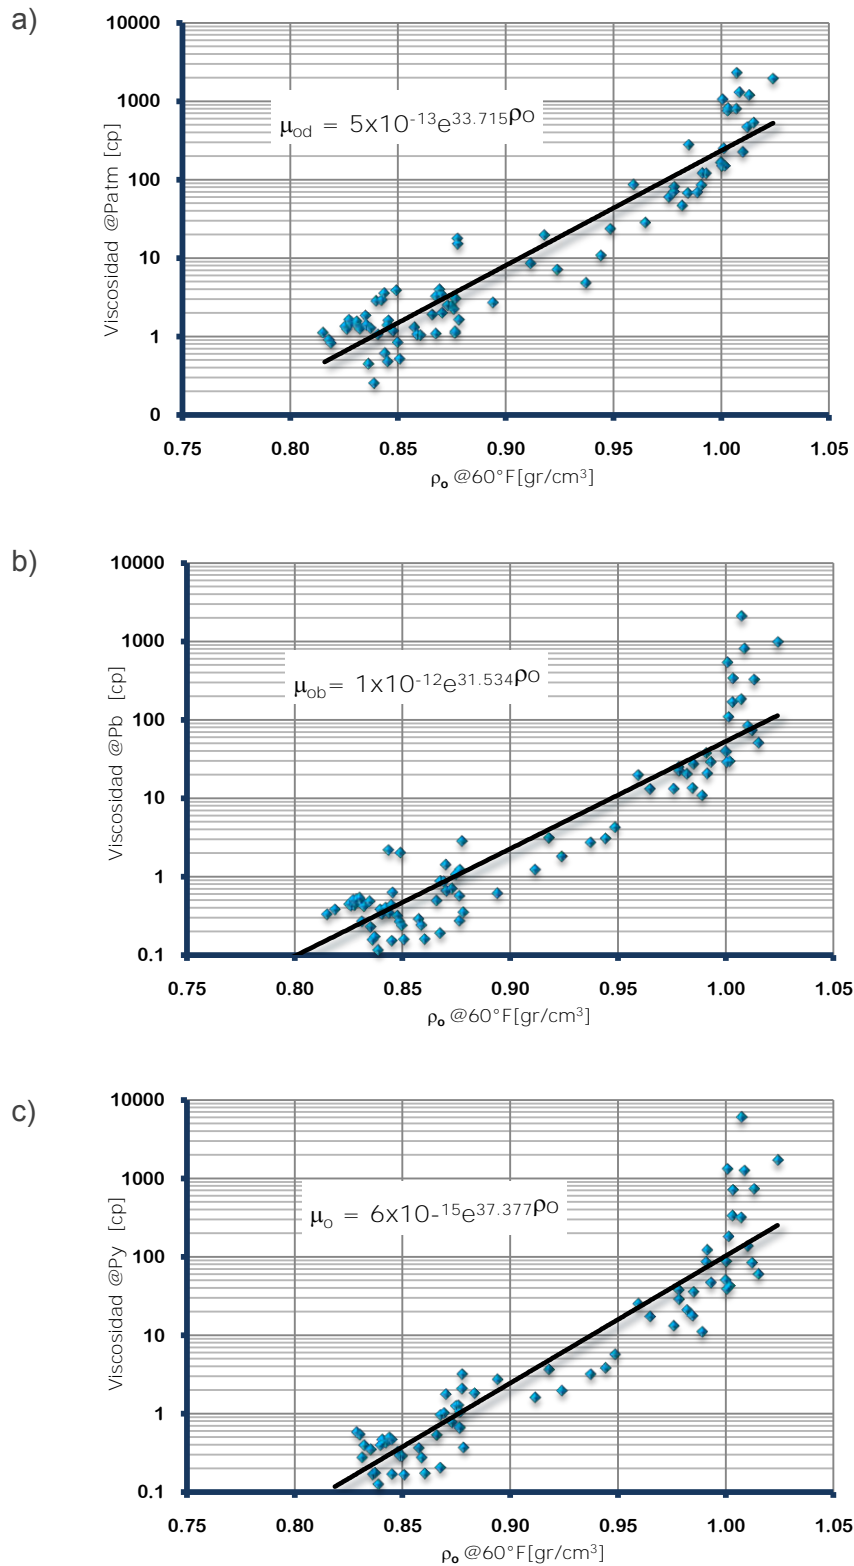 a)
10000
1000
100
10
1
0
Viscosidad @Patm [cp]
μod = 5x10-13e33.715ρo
0.75 0.80 0.85 0.90 0.95 1.00 1.05
ρo @60°F[gr/cm3]
b)
10000
1000
100
10
1
0.1
Viscosidad @Pb [cp]
μob= 1x10-12e31.534ρo
0.75 0.80 0.85 0.90 0.95 1.00 1.05
ρo @60°F[gr/cm3]
c)
10000
1000
100
10
1
0.1
Viscosidad @Py [cp]
μo = 6x10-15e37.377ρo
0.75 0.80 0.85 0.90 0.95 1.00 1.05
ρo @60°F[gr/cm3]